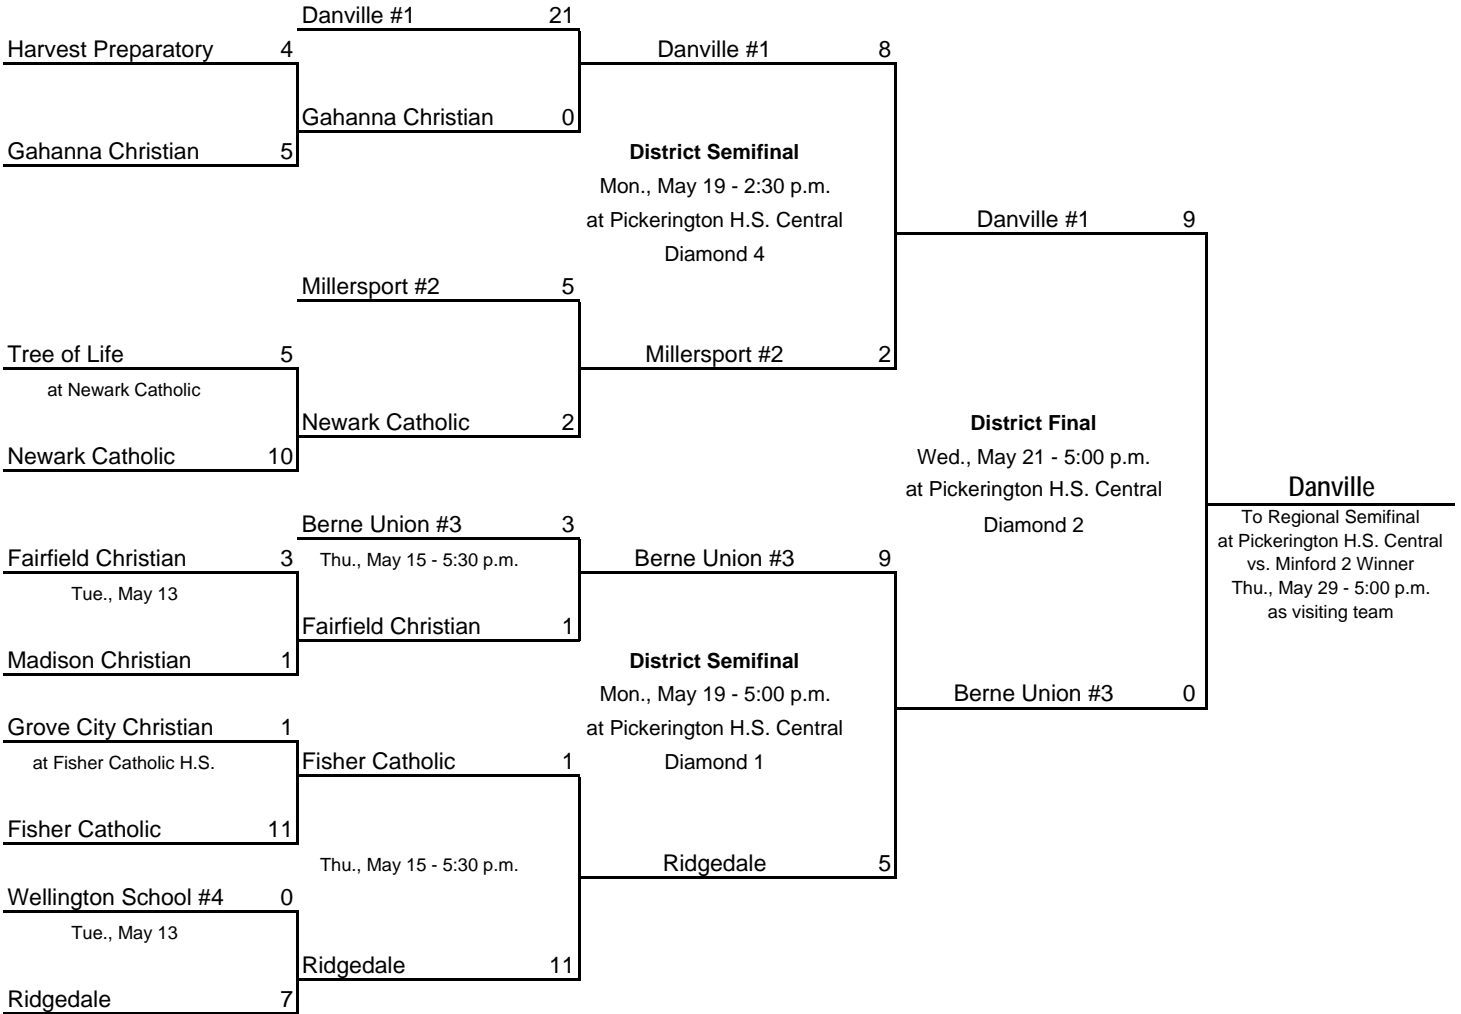 Danville #1 21
Harvest Preparatory 4
Danville #1 8
Gahanna Christian 0
Gahanna Christian 5
District Semifinal
Mon., May 19 - 2:30 p.m.
at Pickerington H.S. Central
Diamond 4
Danville #1 9
Millersport #2 5
Tree of Life 5
at Newark Catholic
Millersport #2 2
Newark Catholic 2
Newark Catholic 10
District Final
Wed., May 21 - 5:00 p.m.
at Pickerington H.S. Central
Diamond 2
Danville
To Regional Semifinal
at Pickerington H.S. Central
vs. Minford 2 Winner
Thu., May 29 - 5:00 p.m.
as visiting team
Berne Union #3 3
Thu., May 15 - 5:30 p.m.
Fairfield Christian 3
Tue., May 13
Berne Union #3 9
Fairfield Christian 1
Madison Christian 1
District Semifinal
Mon., May 19 - 5:00 p.m.
at Pickerington H.S. Central
Diamond 1
Berne Union #3 0
Grove City Christian 1
at Fisher Catholic H.S.
Fisher Catholic 1
Fisher Catholic 11
Thu., May 15 - 5:30 p.m.
Ridgedale 5
Wellington School #4 0
Tue., May 13
Ridgedale 11
Ridgedale 7